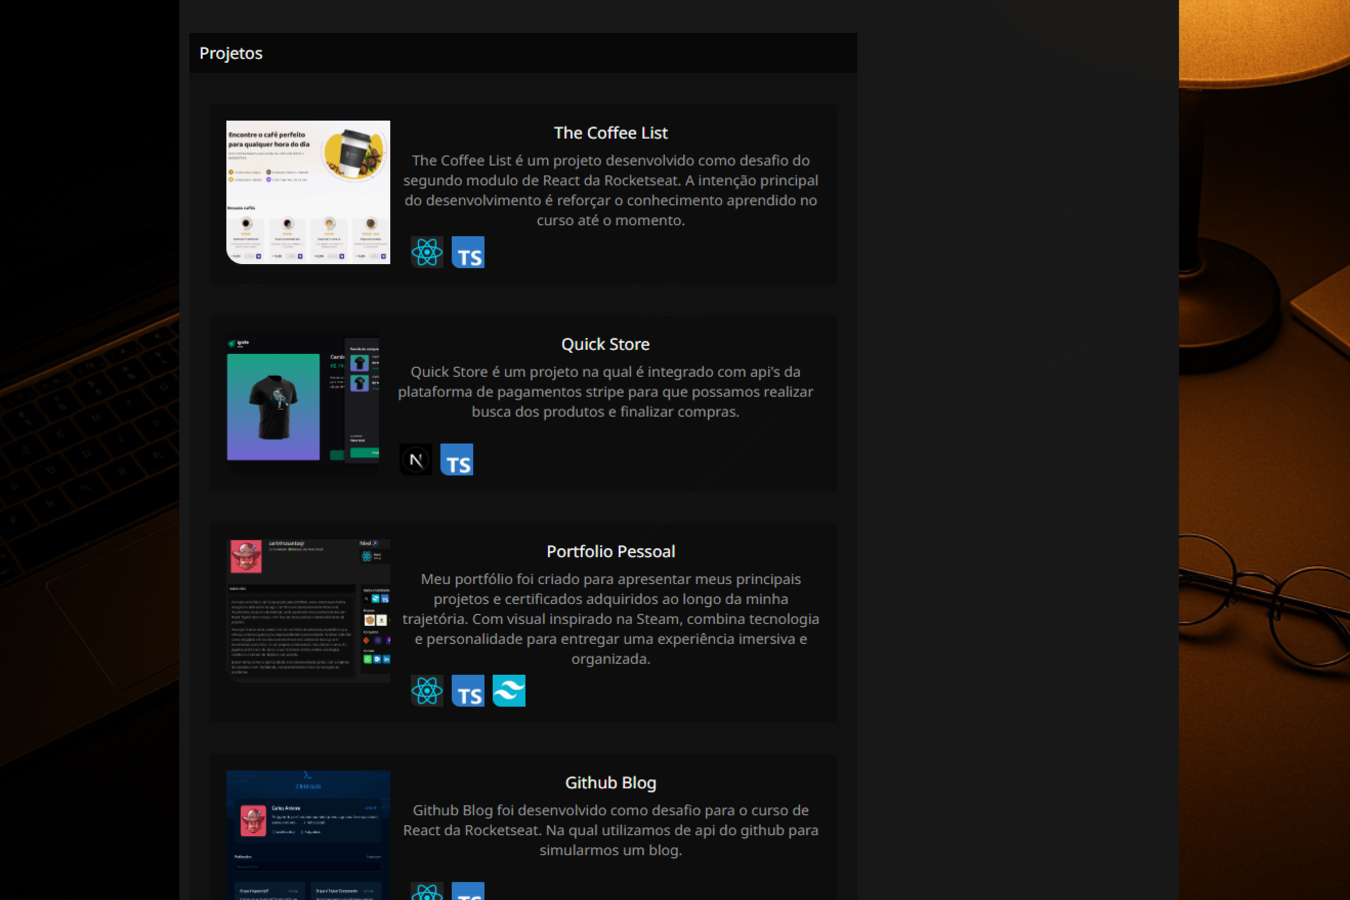 Projetos
Encontre o café perfeito
para qualquer hora do dia
Nossos cafés
The Coffee List
The Coffee List é um projeto desenvolvido como desafio do
segundo modulo de React da Rocketseat. A intenção principal
do desenvolvimento é reforçar o conhecimento aprendido no
curso até o momento.
TS
ignite
Quick Store
Quick Store é um projeto na qual é integrado com api's da
plataforma de pagamentos stripe para que possamos realizar
busca dos produtos e finalizar compras.
N TS
Portfolio Pessoal
Meu portfólio foi criado para apresentar meus principais
projetos e certificados adquiridos ao longo da minha
trajetória. Com visual inspirado na Steam, combina tecnologia
e personalidade para entregar uma experiência imersiva e
organizada.
TS
Github Blog
Github Blog foi desenvolvido como desafio para o curso de
React da Rocketseat. Na qual utilizamos de api do github para
simularmos um blog.
TS